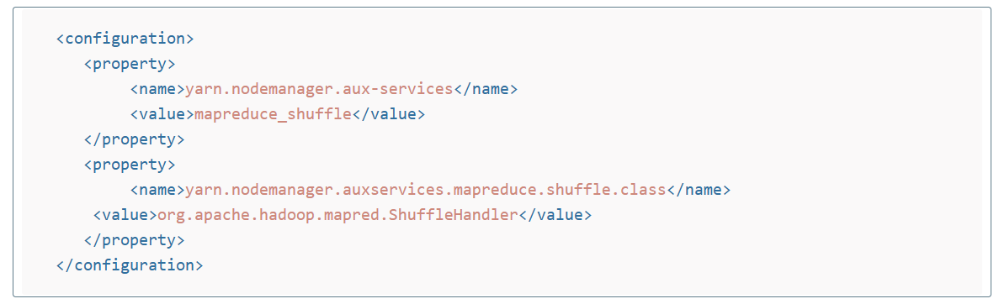 <configuration>
<property>
<name>yarn.nodemanager.aux-services</name>
<value>mapreduce_shuffle</value>
</property>
<property>
<name>yarn.nodemanager.auxservices.mapreduce.shuffle.class</name>
<value>org.apache.hadoop.mapred.ShuffleHandler</value>
</property>
</configuration>